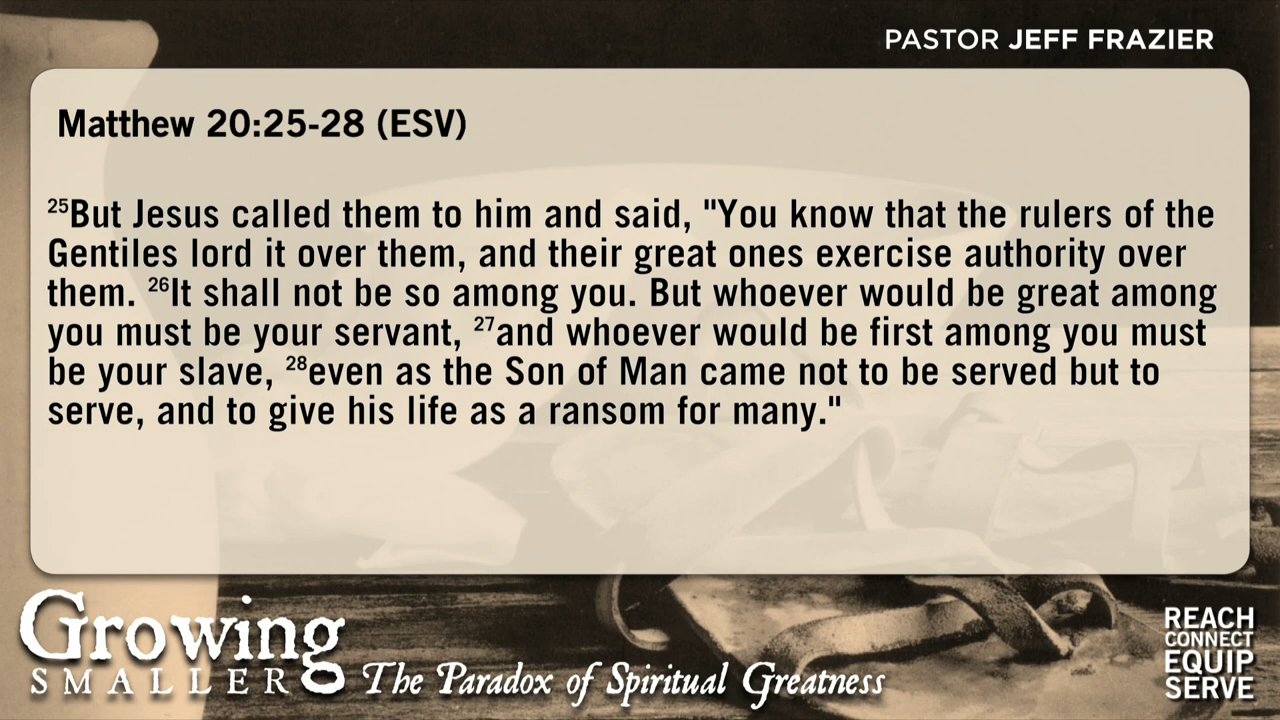 PASTOR JEFF FRAZIER
Matthew 20:25-28 (ESV)
25But Jesus called them to him and said, "You know that the rulers of the
Gentiles lord it over them, and their great ones exercise authority over
them. 26It shall not be so among you. But whoever would be great among
you must be your servant, 27and whoever would be first among you must
be your slave, 28even as the Son of Man came not to be served but to
serve, and to give his life as a ransom for many."
Growing
SMALLER The Paradox of Spiritual Greatness
REACH
CONNECT
EQUIP
SERVE